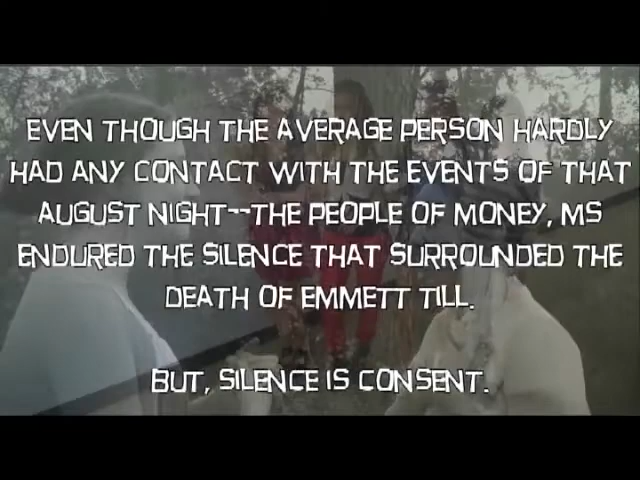 EVEN THOUGH THE AVERAGE PERSON HARDLY
HAD ANY CONTACT WITH THE EVENTS OF THAT
AUGUST NIGHT--THE PEOPLE OF MONEY, MS
ENDURED THE SILENCE THAT SURROUNDED THE
DEATH OF EMMETT TILL.
BUT, SILENCE IS CONSENT.